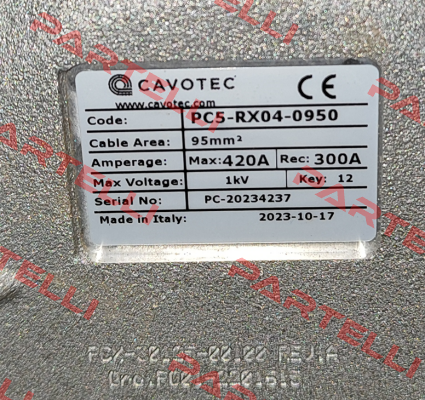 CAVOTEC CE
www.cavotec.com
Code: PC5-RX04-0950
Cable Area: 95mm²
Amperage: Max: 420A Rec: 300A
Max Voltage: 1kV Key: 12
Serial No: PC-20234237
Made in Italy: 2023-10-17
PARTELLI
PARTELLI
PARTELLI
REV.A